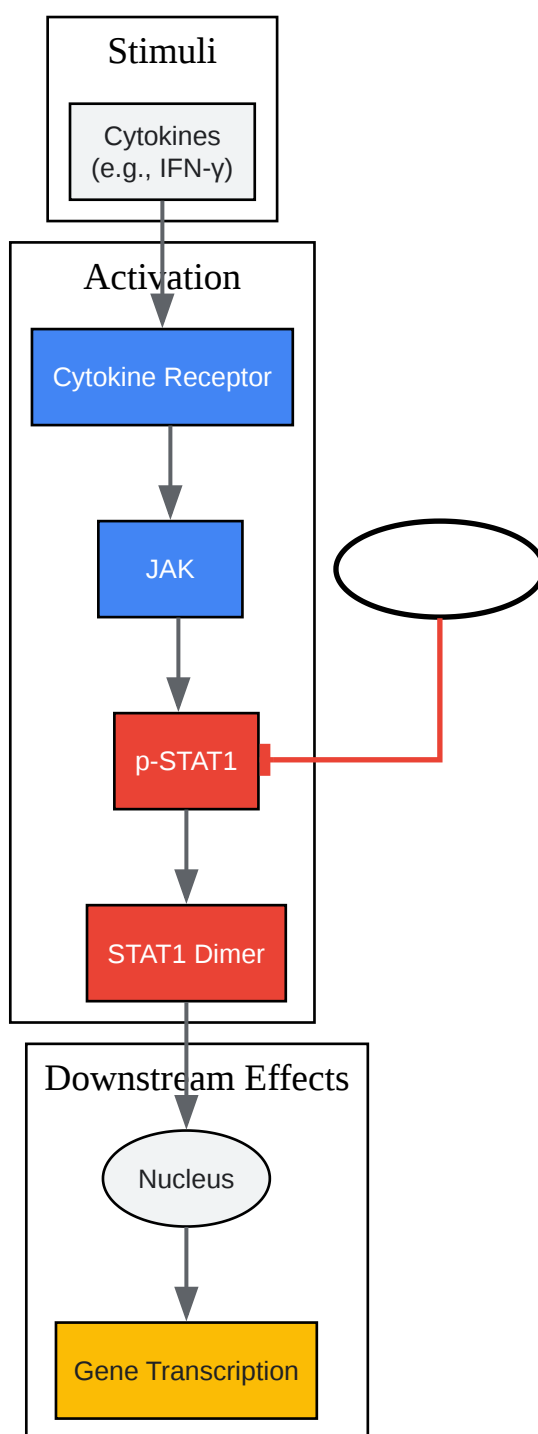 Stimuli
Cytokines
(e.g., IFN-γ)
Activation
Cytokine Receptor
JAK
p-STAT1
STAT1 Dimer
Downstream Effects
Nucleus
Gene Transcription